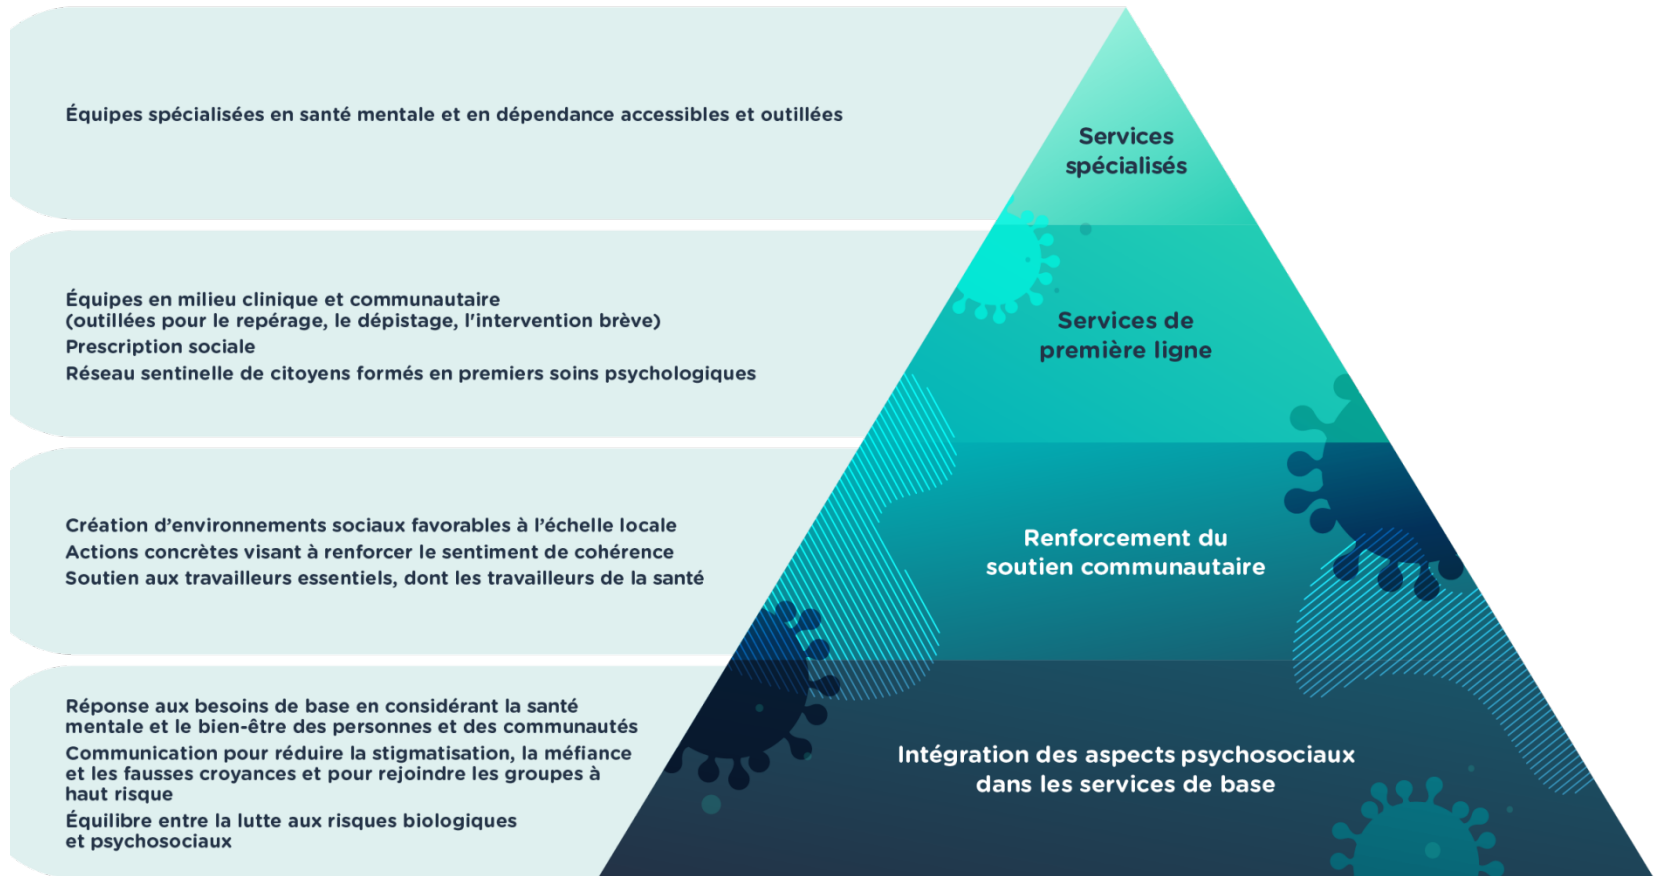 Équipes spécialisées en santé mentale et en dépendance accessibles et outillées
Services
spécialisés
Équipes en milieu clinique et communautaire
(outillées pour le repérage, le dépistage, l'intervention brève)
Prescription sociale
Réseau sentinelle de citoyens formés en premiers soins psychologiques
Services de
première ligne
Création d’environnements sociaux favorables à l’échelle locale
Actions concrètes visant à renforcer le sentiment de cohérence
Soutien aux travailleurs essentiels, dont les travailleurs de la santé
Renforcement du
soutien communautaire
Réponse aux besoins de base en considérant la santé
mentale et le bien-être des personnes et des communautés
Communication pour réduire la stigmatisation, la méfiance
et les fausses croyances et pour rejoindre les groupes à
haut risque
Équilibre entre la lutte aux risques biologiques
et psychosociaux
Intégration des aspects psychosociaux
dans les services de base